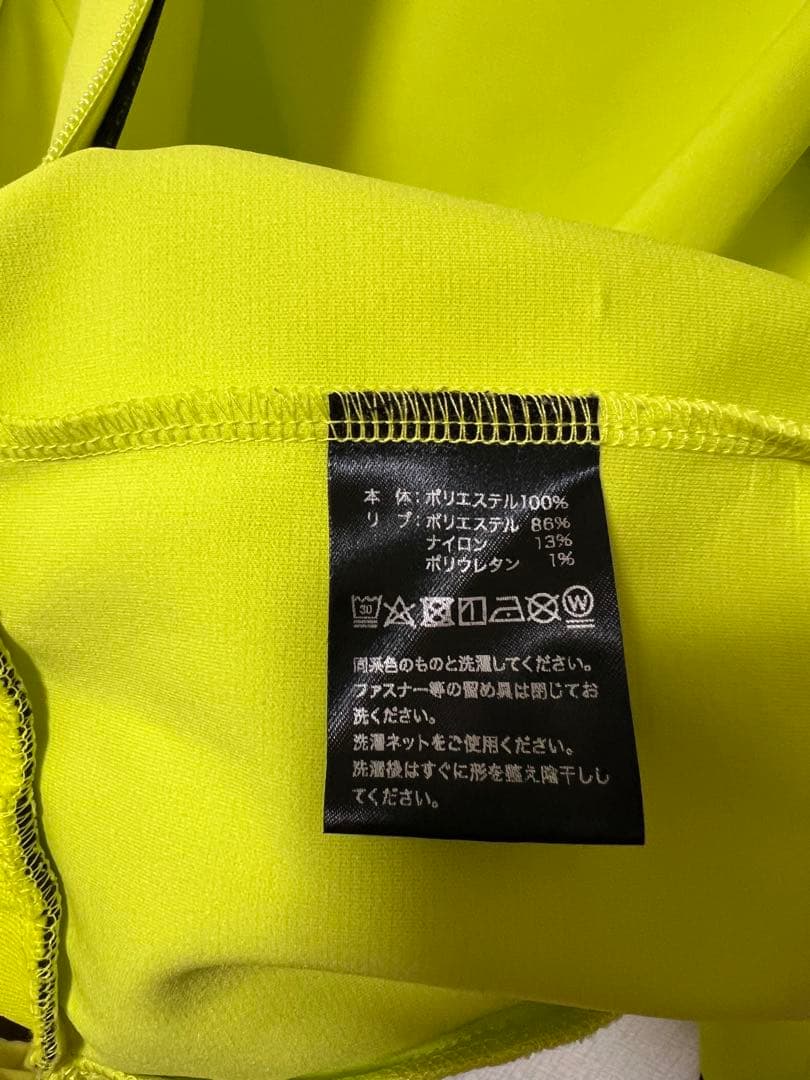 本 体:ポリエステル100%
リ ブ:ポリエステル 86%
ナイロン 13%
ポリウレタン 1%
30 W
同系色のものと洗濯してください。
ファスナー等の留め具は閉じてお
洗ください。
洗濯ネットをご使用ください。
洗濯後はすぐに形を整え陰干しし
てください。